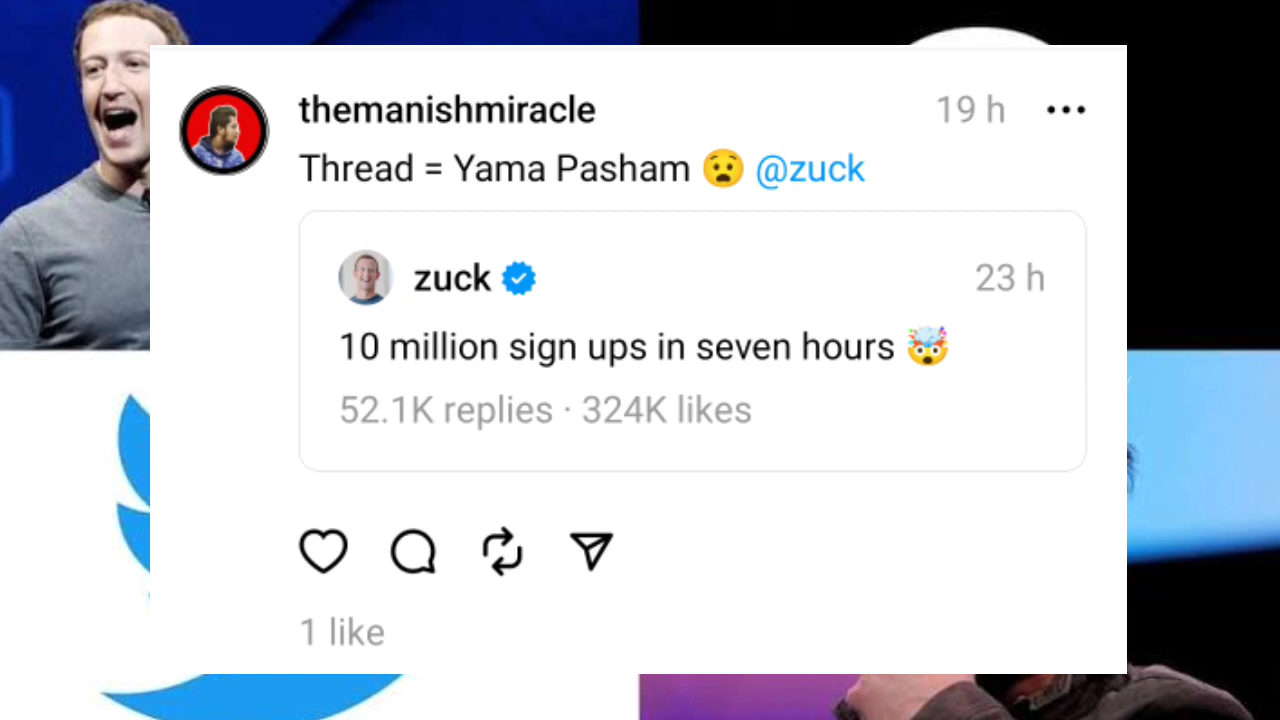 themanishmiracle 19 h
Thread = Yama Pasham 😧 @zuck
zuck 23 h
10 million sign ups in seven hours 🤯
52.1K replies · 324K likes
1 like